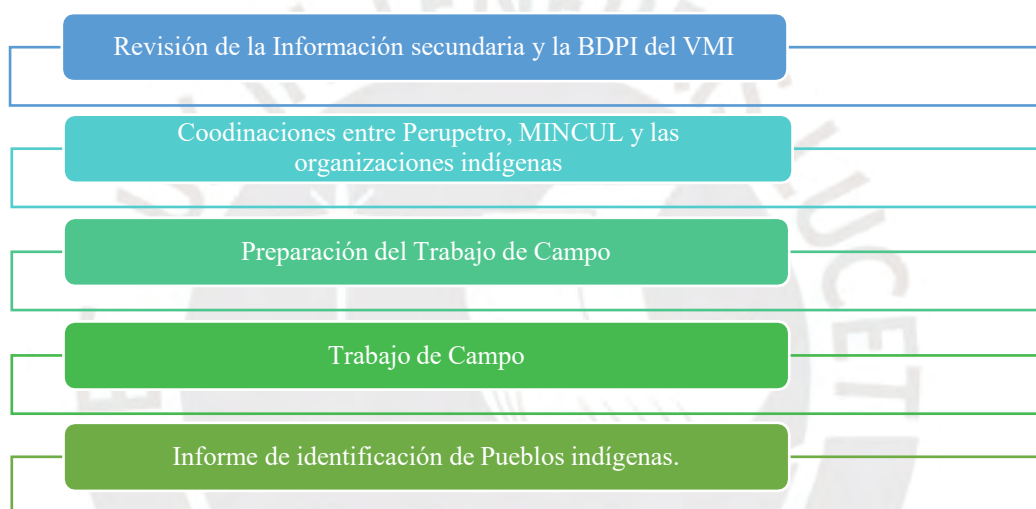 Revisión de la Información secundaria y la BDPI del VMI
Coodinaciones entre Perupetro, MINCUL y las
organizaciones indígenas
Preparación del Trabajo de Campo
Trabajo de Campo
Informe de identificación de Pueblos indígenas.